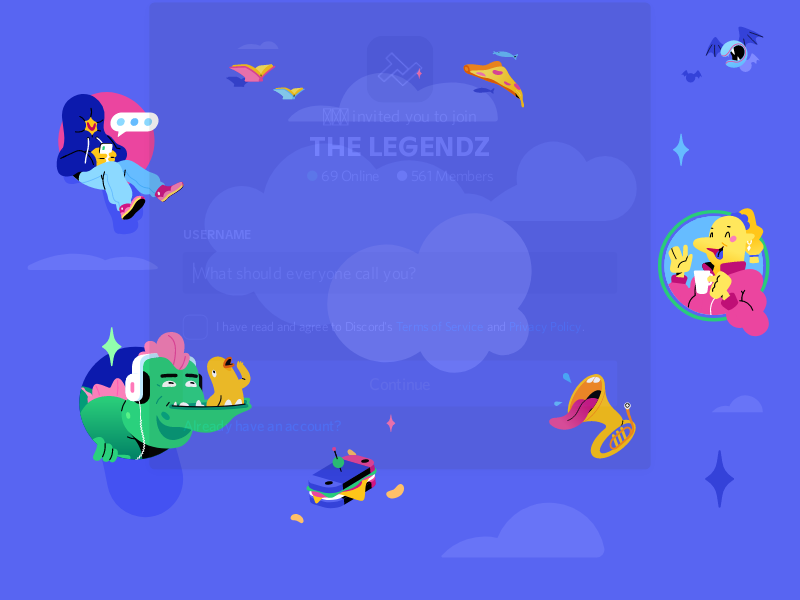 invited you to join
THE LEGENDZ
69 Online 561 Members
USERNAME
What should everyone call you?
I have read and agree to Discord's Terms of Service and Privacy Policy.
Continue
Already have an account?